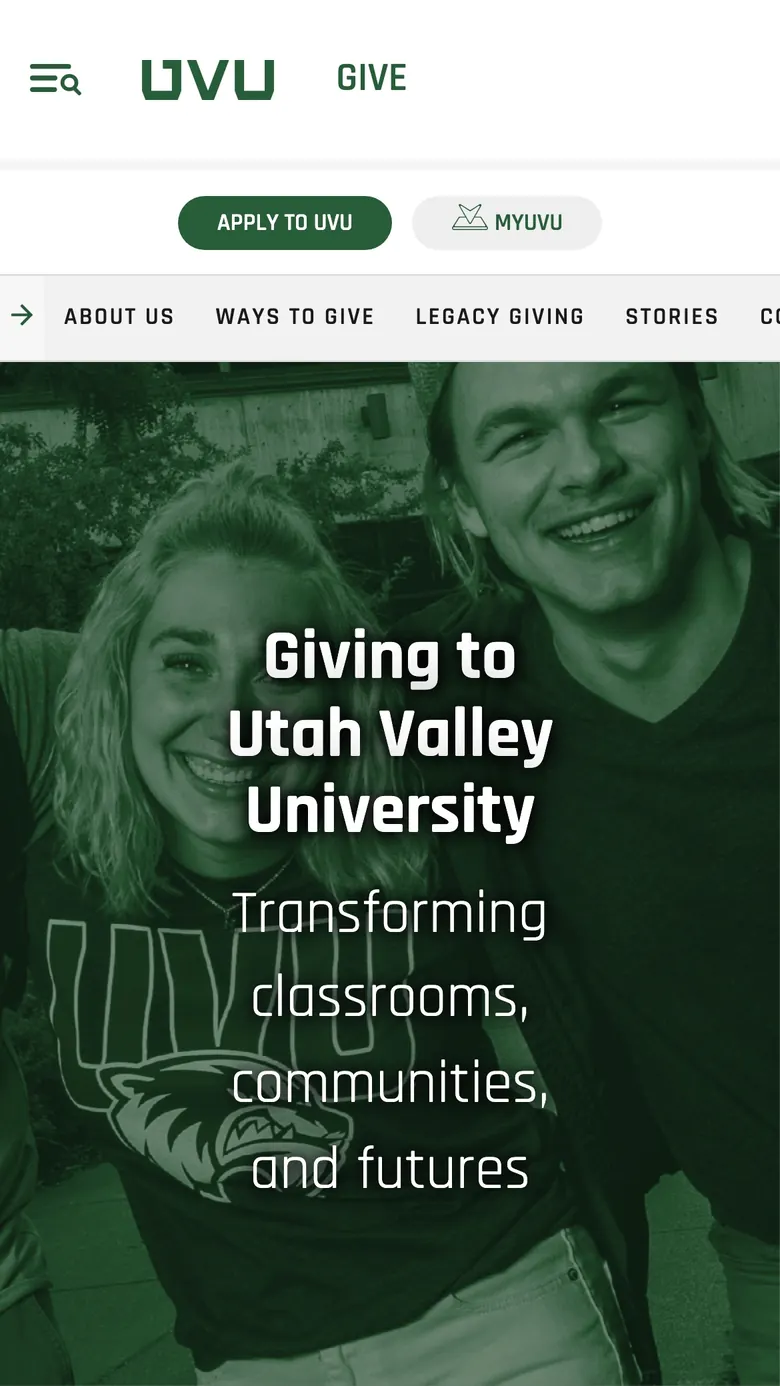 UVU GIVE
APPLY TO UVU MYUVU
ABOUT US WAYS TO GIVE LEGACY GIVING STORIES
Giving to
Utah Valley
University
Transforming
classrooms,
communities,
and futures
UVU